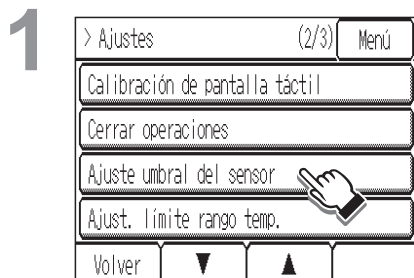 1
> Ajustes (2/3) Menú
Calibración de pantalla táctil
Cerrar operaciones
Ajuste umbral del sensor
Ajust. límite rango temp.
Volver ▼ ▲